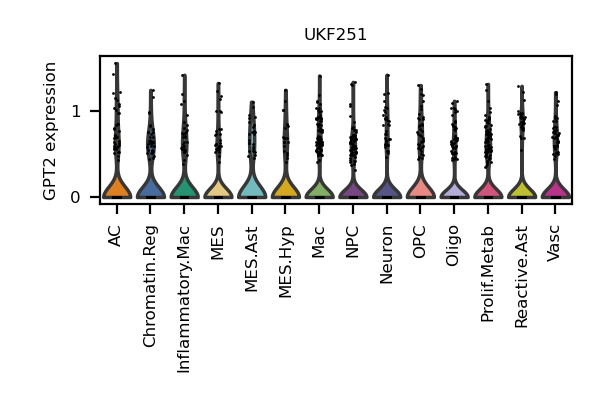 UKF251
GPT2 expression
1
0
AC
Chromatin.Reg
Inflammatory.Mac
MES
MES.Ast
MES.Hyp
Mac
NPC
Neuron
OPC
Oligo
Prolif.Metab
Reactive.Ast
Vasc